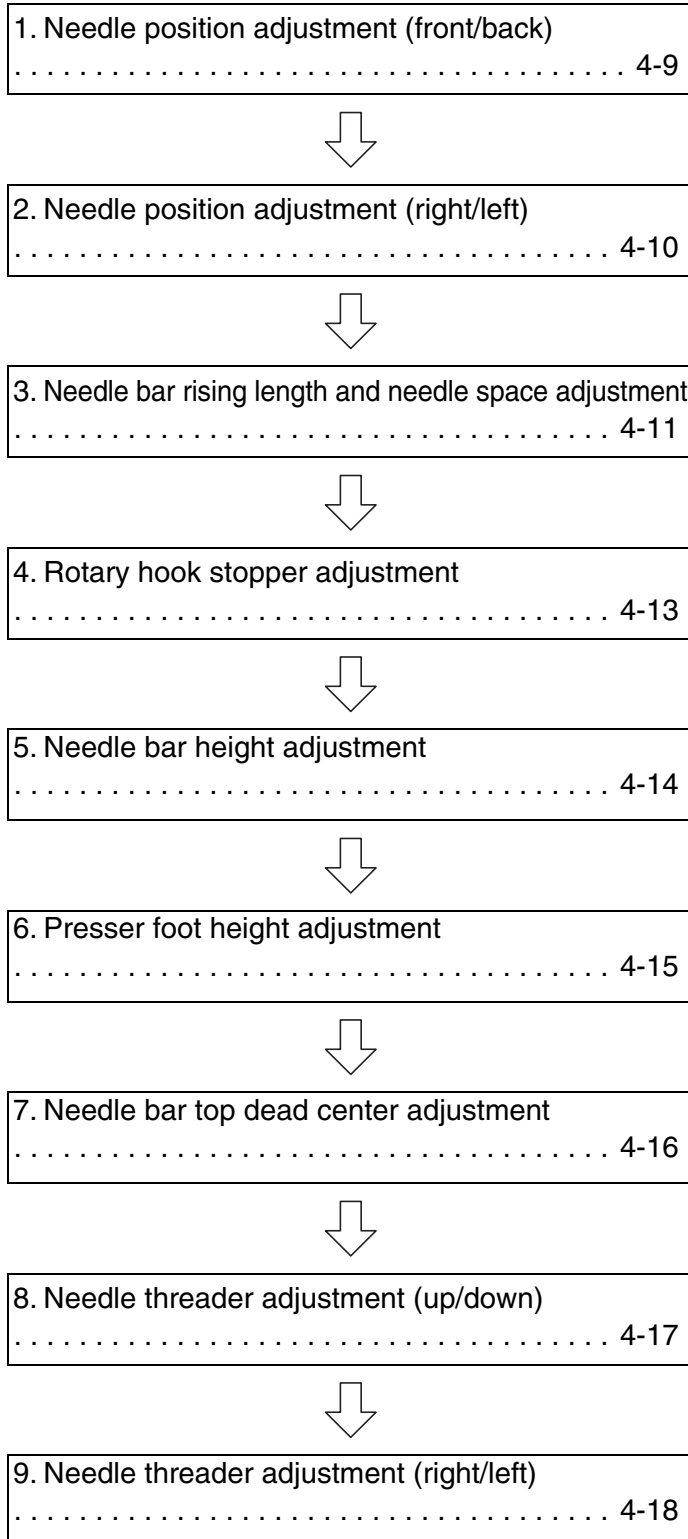 1. Needle position adjustment (front/back)
. . . . . . . . . . . . . . . . . . . . . . . . . . . . . . . . . . . . . . 4-9
2. Needle position adjustment (right/left)
. . . . . . . . . . . . . . . . . . . . . . . . . . . . . . . . . . . . . 4-10
3. Needle bar rising length and needle space adjustment
. . . . . . . . . . . . . . . . . . . . . . . . . . . . . . . . . . . . . 4-11
4. Rotary hook stopper adjustment
. . . . . . . . . . . . . . . . . . . . . . . . . . . . . . . . . . . . . 4-13
5. Needle bar height adjustment
. . . . . . . . . . . . . . . . . . . . . . . . . . . . . . . . . . . . . 4-14
6. Presser foot height adjustment
. . . . . . . . . . . . . . . . . . . . . . . . . . . . . . . . . . . . . 4-15
7. Needle bar top dead center adjustment
. . . . . . . . . . . . . . . . . . . . . . . . . . . . . . . . . . . . . 4-16
8. Needle threader adjustment (up/down)
. . . . . . . . . . . . . . . . . . . . . . . . . . . . . . . . . . . . . 4-17
9. Needle threader adjustment (right/left)
. . . . . . . . . . . . . . . . . . . . . . . . . . . . . . . . . . . . . 4-18